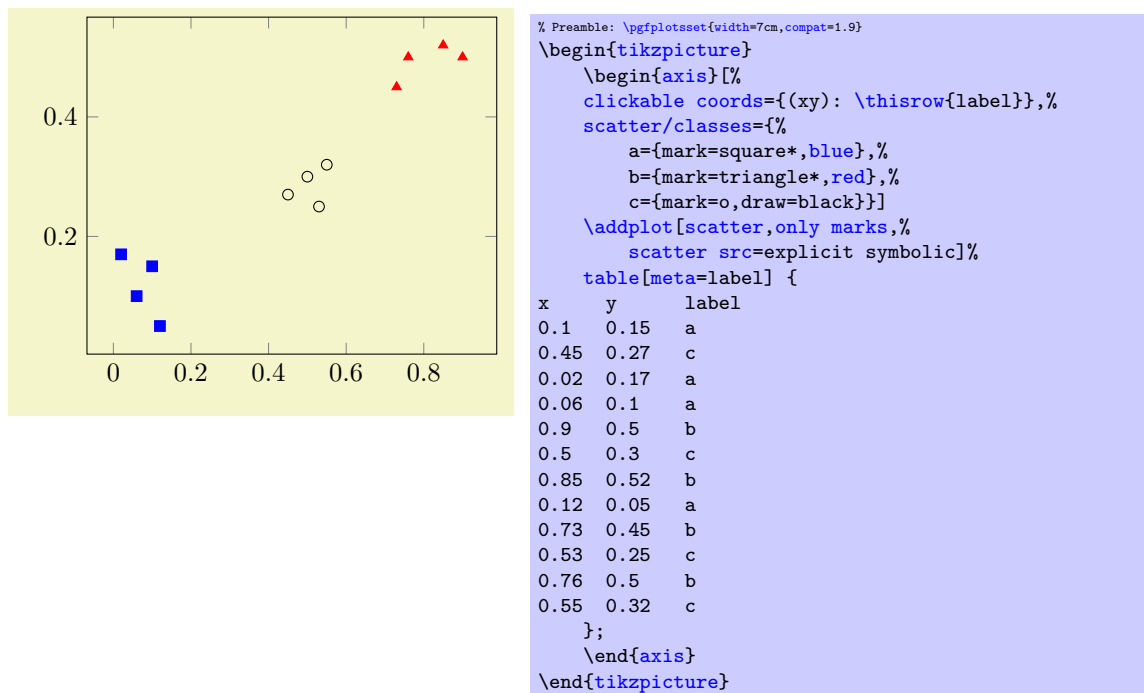 0.4
0.2
0 0.2 0.4 0.6 0.8
% Preamble: \pgfplotsset{width=7cm,compat=1.9}
\begin{tikzpicture}
    \begin{axis}[%
    clickable coords={(xy): \thisrow{label}},%
    scatter/classes={%
        a={mark=square*,blue},%
        b={mark=triangle*,red},%
        c={mark=o,draw=black}}]
    \addplot[scatter,only marks,%
        scatter src=explicit symbolic]%
    table[meta=label] {
x     y      label
0.1   0.15   a
0.45  0.27   c
0.02  0.17   a
0.06  0.1    a
0.9   0.5    b
0.5   0.3    c
0.85  0.52   b
0.12  0.05   a
0.73  0.45   b
0.53  0.25   c
0.76  0.5    b
0.55  0.32   c
    };
    \end{axis}
\end{tikzpicture}